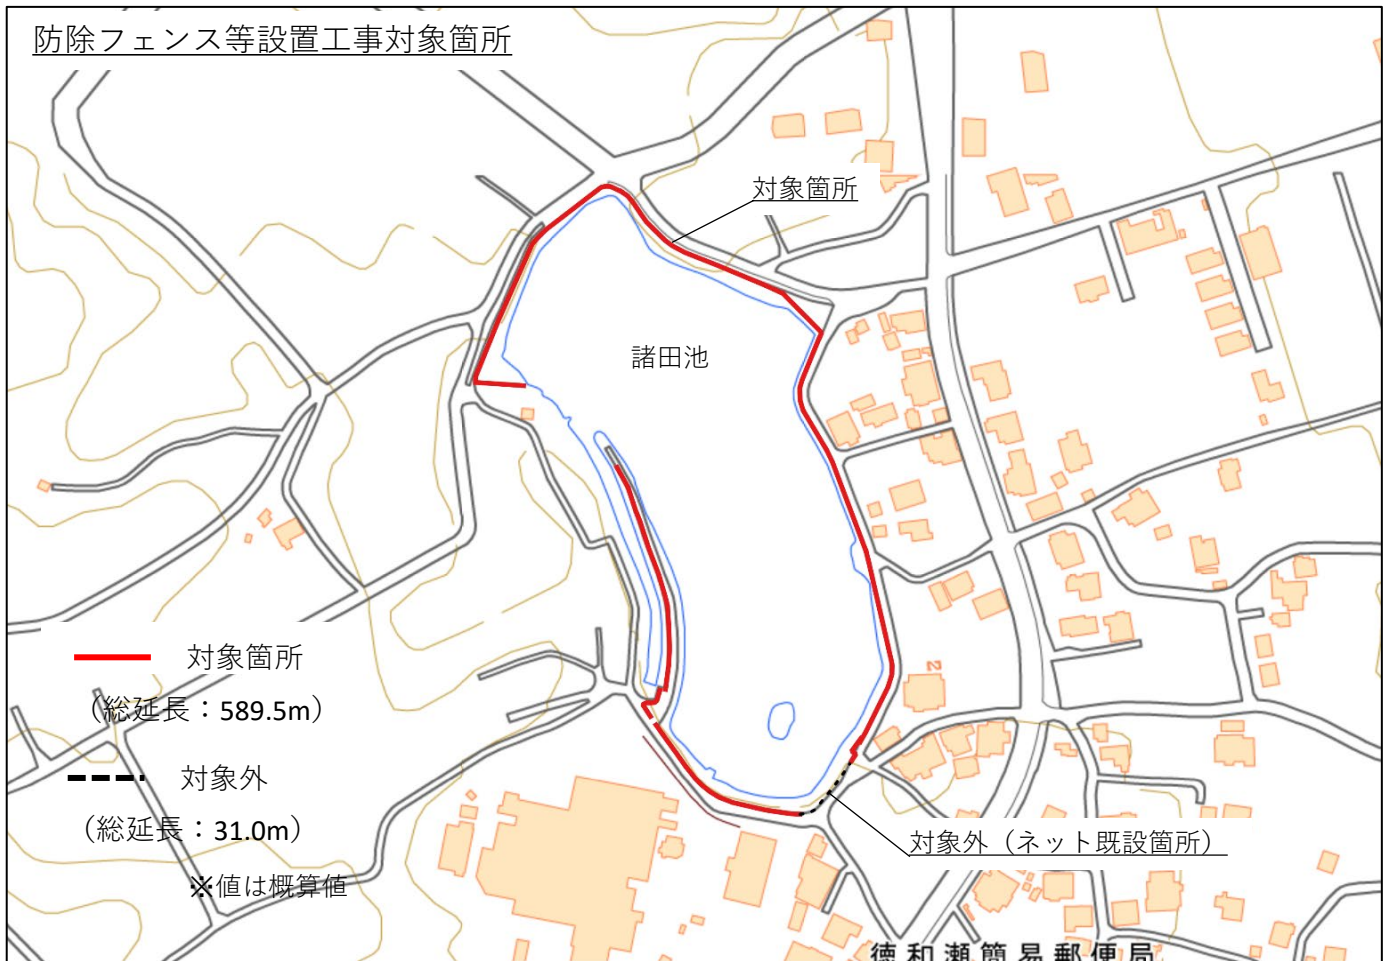 防除フェンス等設置工事対象箇所
対象箇所
諸田池
対象箇所
（総延長：589.5m）
対象外
（総延長：31.0m）
※値は概算値
対象外（ネット既設箇所）
徳和瀬簡易郵便局